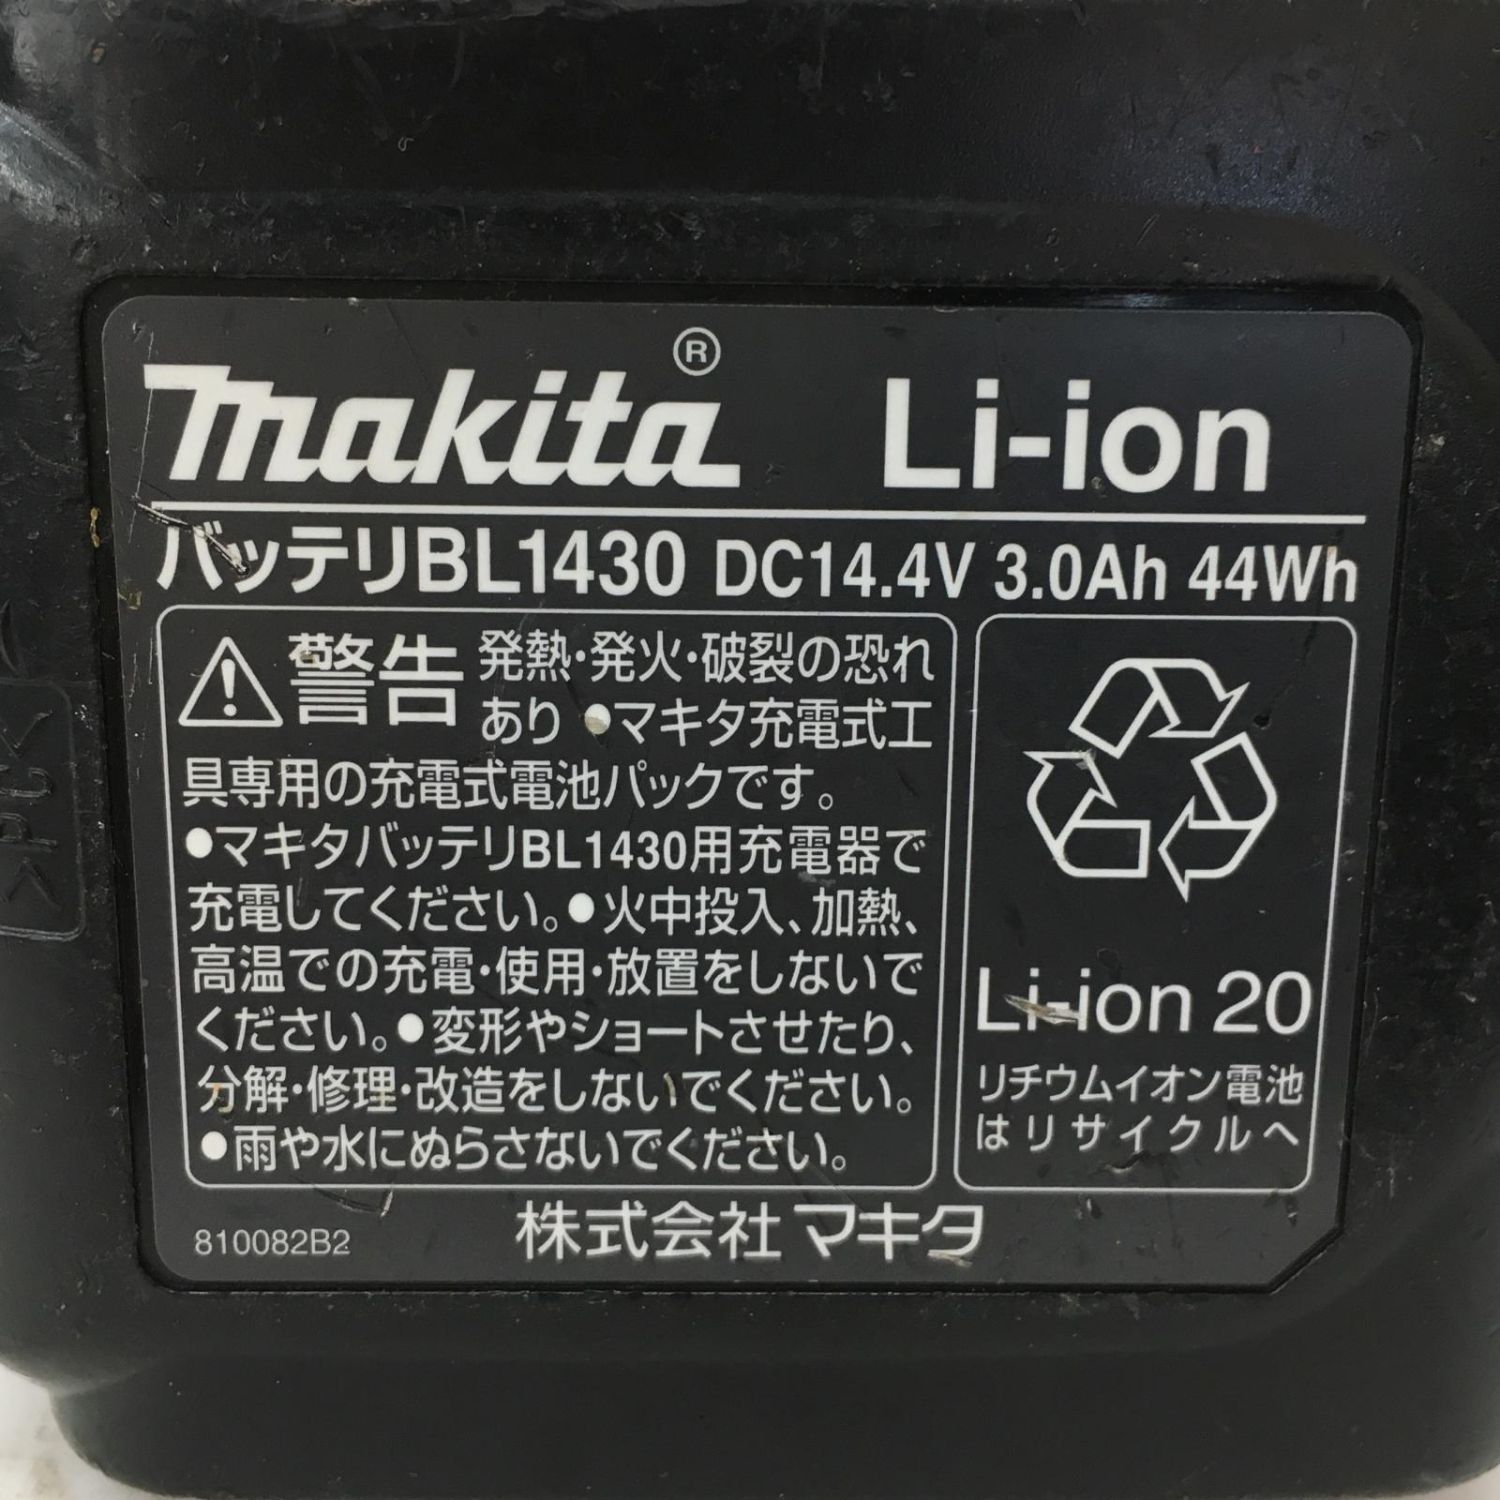 makita®
Li-ion
バッテリBL1430 DC14.4V 3.0Ah 44Wh
警告 発熱・発火・破裂の恐れ
あり ●マキタ充電式工
具専用の充電式電池パックです。
●マキタバッテリBL1430用充電器で
充電してください。●火中投入、加熱、
高温での充電・使用・放置をしないで
ください。●変形やショートさせたり、
分解・修理・改造をしないでください。
●雨や水にぬらさないでください。
Li-ion 20
リチウムイオン電池
はリサイクルへ
810082B2
株式会社マキタ